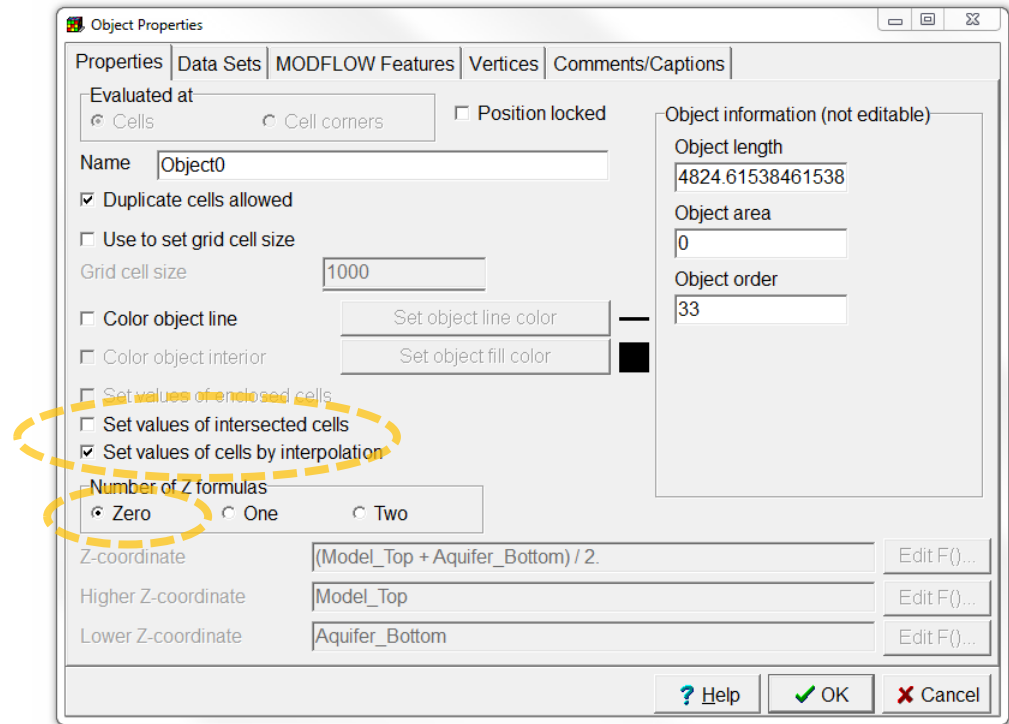 Object Properties
Properties Data Sets MODFLOW Features Vertices Comments/Captions
Evaluated at
Cells Cell corners
Position locked
Name Object0
Duplicate cells allowed
Use to set grid cell size
Grid cell size 1000
Color object line Set object line color
Color object interior Set object fill color
Set values of enclosed cells
Set values of intersected cells
Set values of cells by interpolation
Number of Z formulas
Zero One Two
Z-coordinate (Model_Top + Aquifer_Bottom) / 2. Edit F()...
Higher Z-coordinate Model_Top Edit F()...
Lower Z-coordinate Aquifer_Bottom Edit F()...
Object information (not editable)
Object length
4824.61538461538
Object area
0
Object order
33
? Help OK Cancel